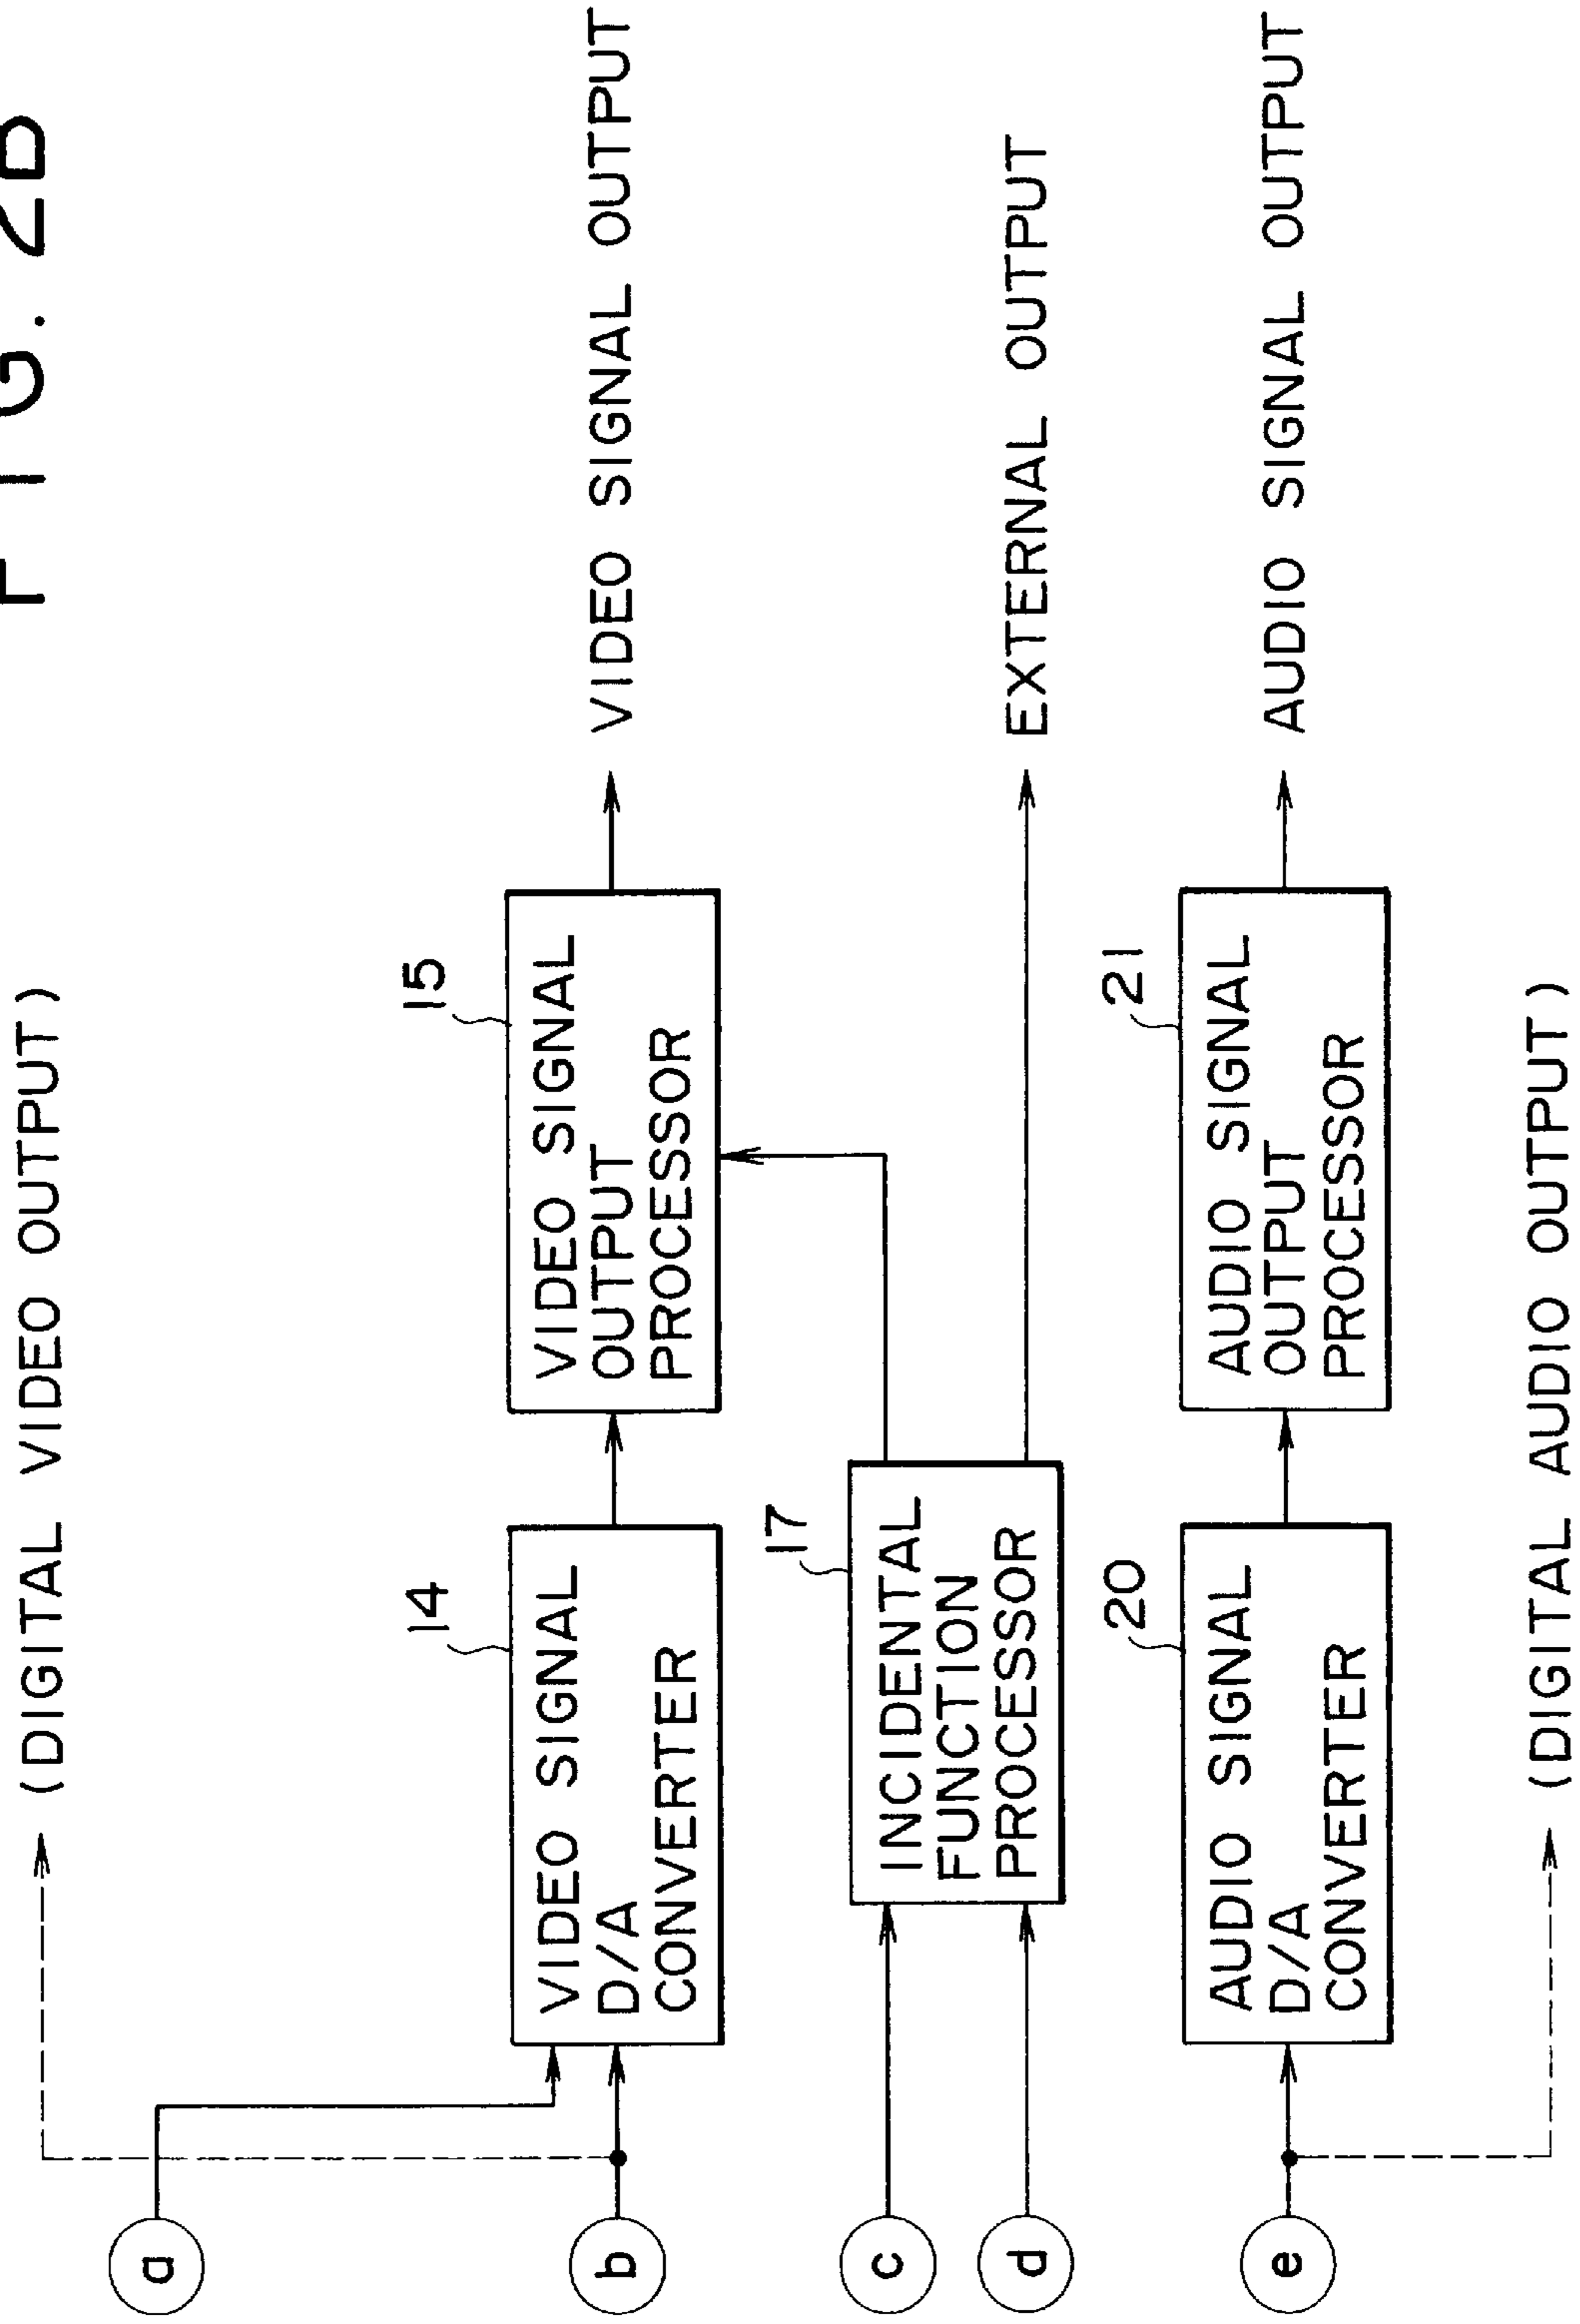 FIG. 2B
(DIGITAL VIDEO OUTPUT)
a
b
14
VIDEO SIGNAL
D/A
CONVERTER
15
VIDEO SIGNAL
OUTPUT
PROCESSOR
VIDEO SIGNAL OUTPUT
c
d
17
INCIDENTAL
FUNCTION
PROCESSOR
EXTERNAL OUTPUT
e
20
AUDIO SIGNAL
D/A
CONVERTER
21
AUDIO SIGNAL
OUTPUT
PROCESSOR
AUDIO SIGNAL OUTPUT
(DIGITAL AUDIO OUTPUT)